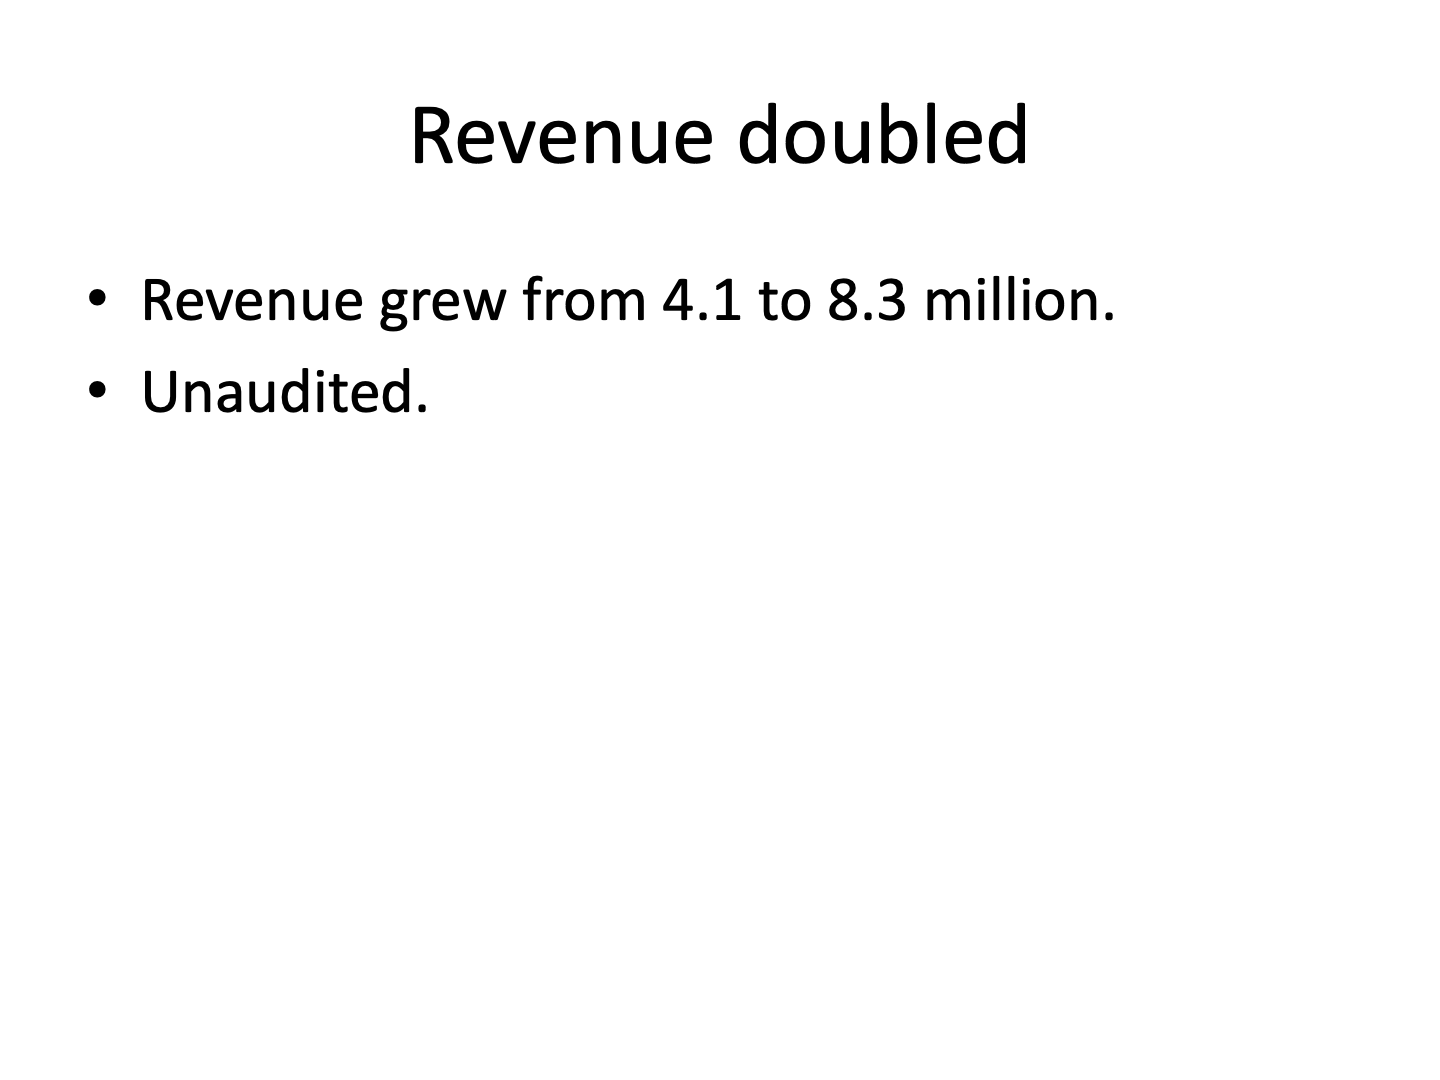 Revenue doubled
• Revenue grew from 4.1 to 8.3 million.
• Unaudited.